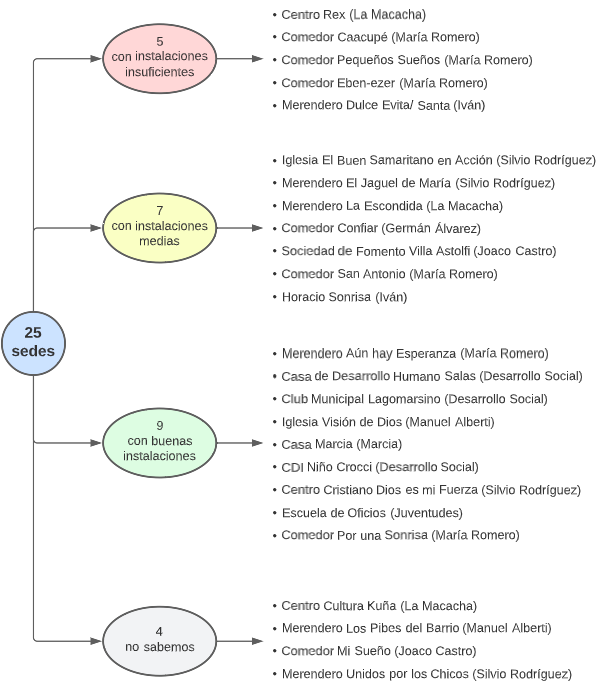 5
con instalaciones
insuficientes
• Centro Rex (La Macacha)
• Comedor Caacupé (María Romero)
• Comedor Pequeños Sueños (María Romero)
• Comedor Eben-ezer (María Romero)
• Merendero Dulce Evita/ Santa (Iván)
7
con instalaciones
medias
• Iglesia El Buen Samaritano en Acción (Silvio Rodríguez)
• Merendero El Jaguel de María (Silvio Rodríguez)
• Merendero La Escondida (La Macacha)
• Comedor Confiar (Germán Álvarez)
• Sociedad de Fomento Villa Astolfi (Joaco Castro)
• Comedor San Antonio (María Romero)
• Horacio Sonrisa (Iván)
25
sedes
9
con buenas
instalaciones
• Merendero Aún hay Esperanza (María Romero)
• Casa de Desarrollo Humano Salas (Desarrollo Social)
• Club Municipal Lagomarsino (Desarrollo Social)
• Iglesia Visión de Dios (Manuel Alberti)
• Casa Marcia (Marcia)
• CDI Niño Crocci (Desarrollo Social)
• Centro Cristiano Dios es mi Fuerza (Silvio Rodríguez)
• Escuela de Oficios (Juventudes)
• Comedor Por una Sonrisa (María Romero)
4
no sabemos
• Centro Cultura Kuña (La Macacha)
• Merendero Los Pibes del Barrio (Manuel Alberti)
• Comedor Mi Sueño (Joaco Castro)
• Merendero Unidos por los Chicos (Silvio Rodríguez)